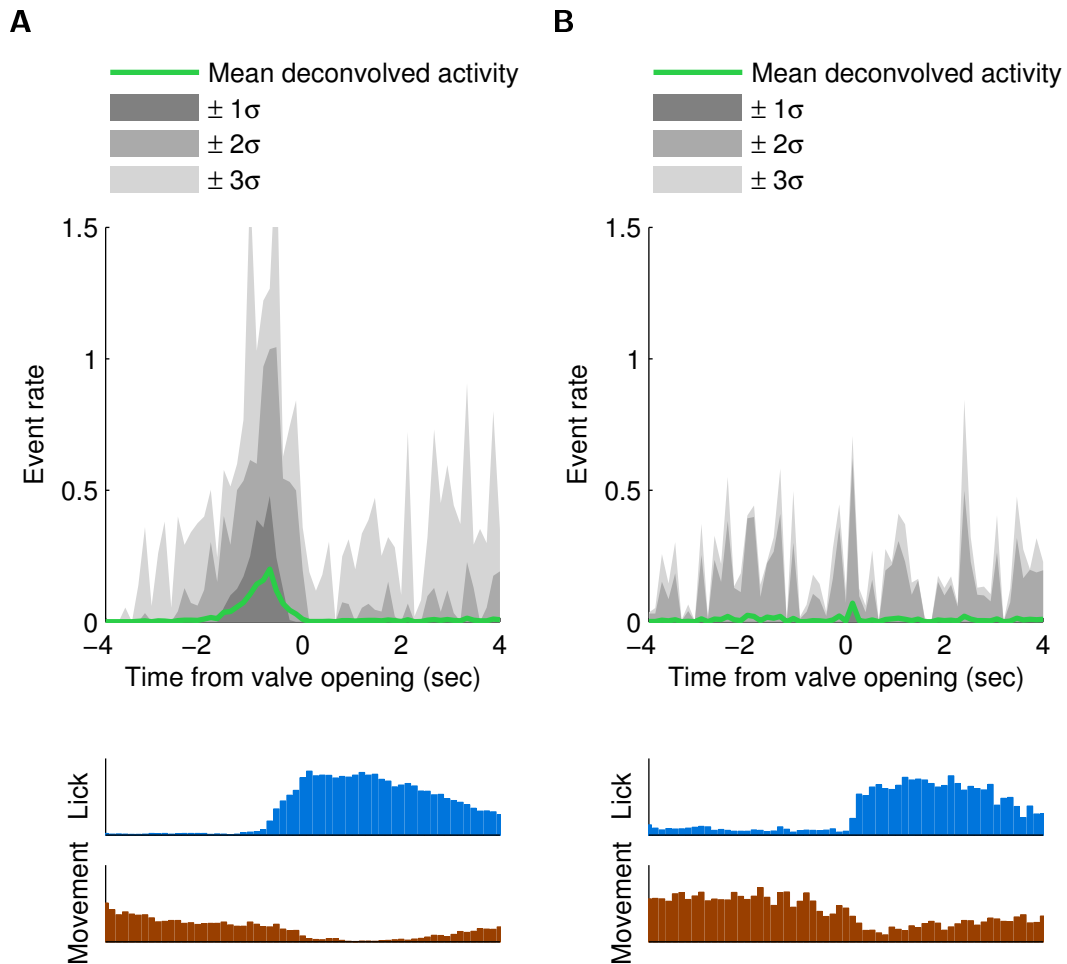 A
Mean deconvolved activity
± 1σ
± 2σ
± 3σ
1.5
1
0.5
0
Event rate
−4
−2
0
2
4
Time from valve opening (sec)
Lick
Movement
B
Mean deconvolved activity
± 1σ
± 2σ
± 3σ
1.5
1
0.5
0
Event rate
−4
−2
0
2
4
Time from valve opening (sec)
Lick
Movement